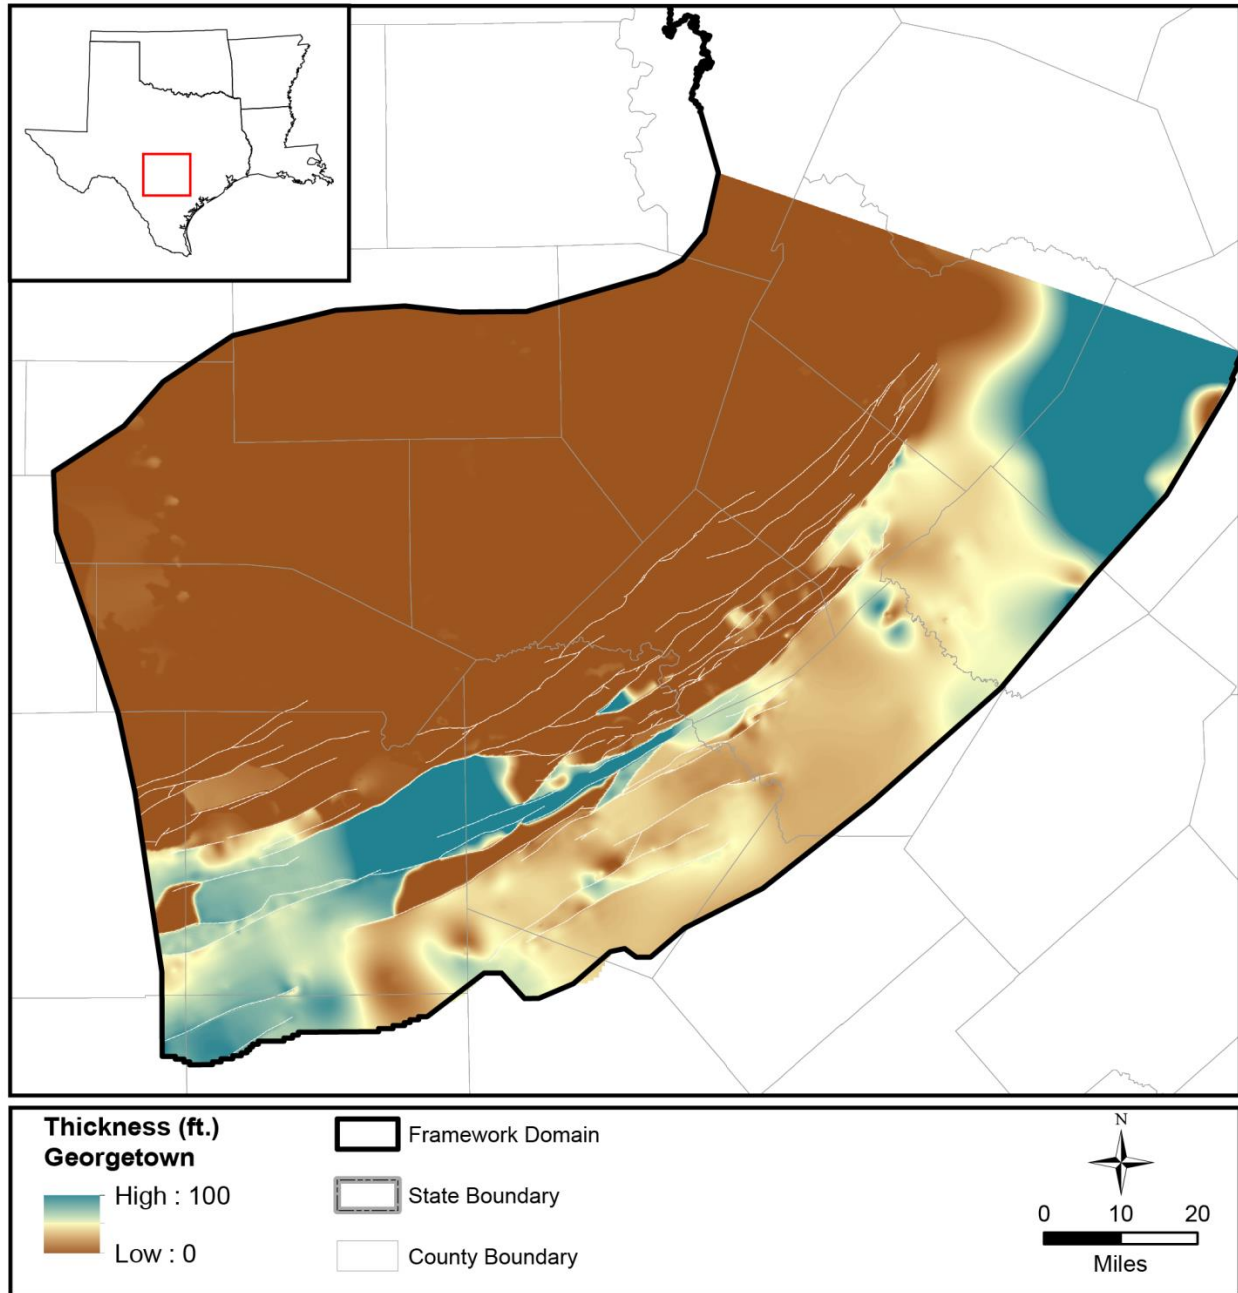 Thickness (ft.)
Georgetown
High : 100
Low : 0
Framework Domain
State Boundary
County Boundary
N
0 10 20
Miles